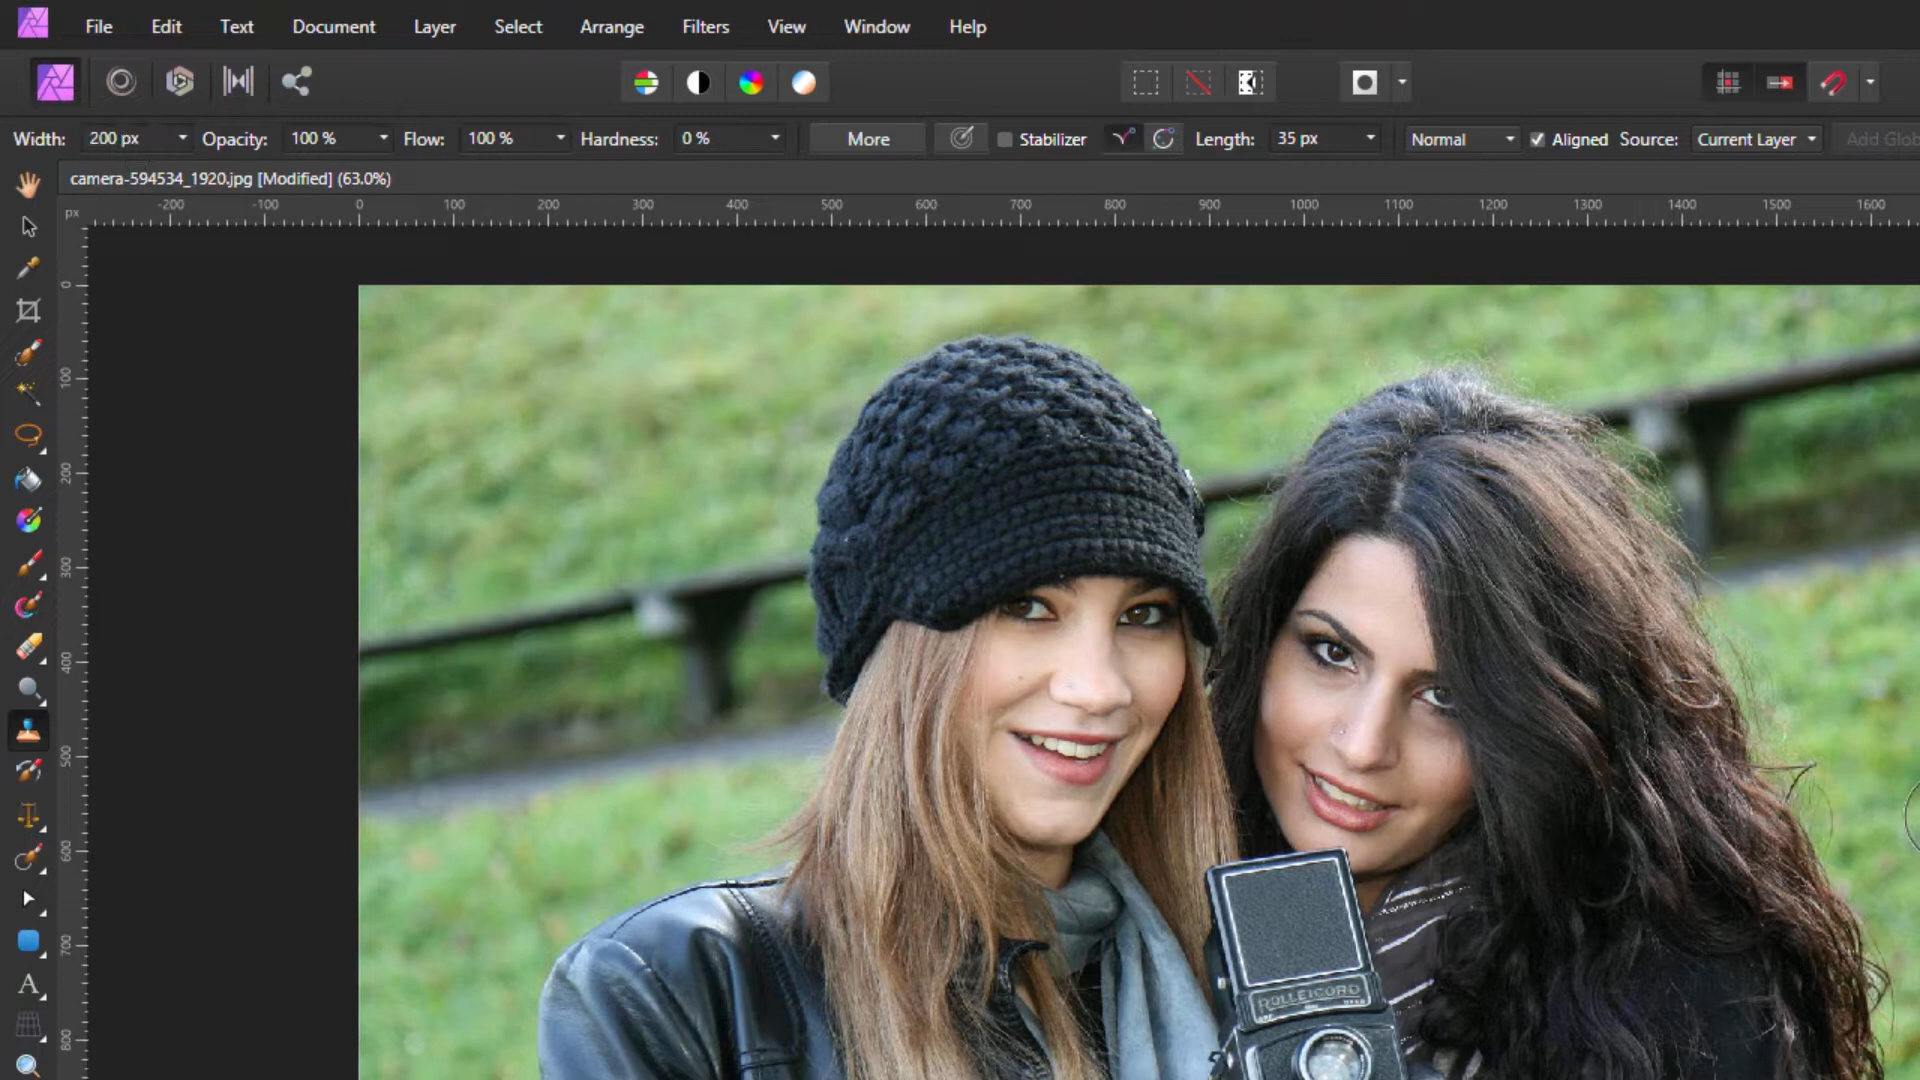 File Edit Text Document Layer Select Arrange Filters View Window Help
Width: 200 px Opacity: 100 % Flow: 100 % Hardness: 0 % More Stabilizer Length: 35 px Normal Aligned Source: Current Layer Add Glob
camera-594534_1920.jpg [Modified] (63.0%)
px -200 -100 0 100 200 300 400 500 600 700 800 900 1000 1100 1200 1300 1400 1500 1600
0
100
200
300
400
500
600
700
800
ROLLEICORD